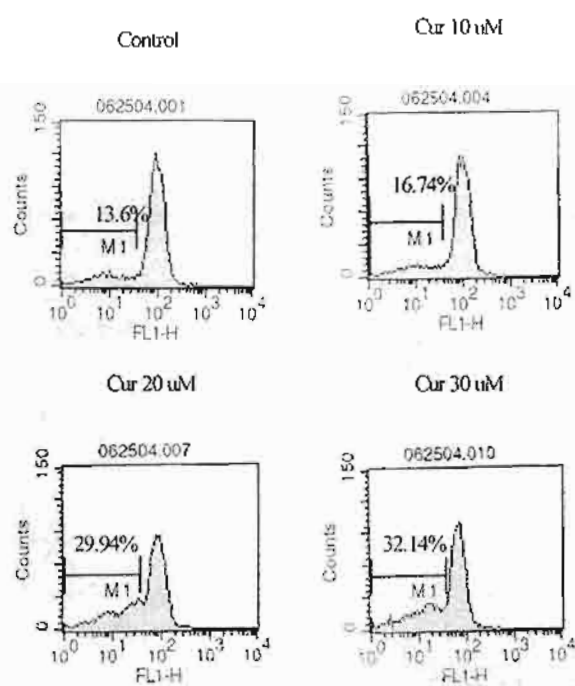 Control
062504.001
150
Counts
0
13.6%
M1
10^0 10^1 10^2 10^3 10^4
FL1-H
Cur 10 uM
062504.004
150
Counts
0
16.74%
M1
10^0 10^1 10^2 10^3 10^4
FL1-H
Cur 20 uM
062504.007
150
Counts
0
29.94%
M1
10^0 10^1 10^2 10^3 10^4
FL1-H
Cur 30 uM
062504.010
150
Counts
0
32.14%
M1
10^0 10^1 10^2 10^3 10^4
FL1-H